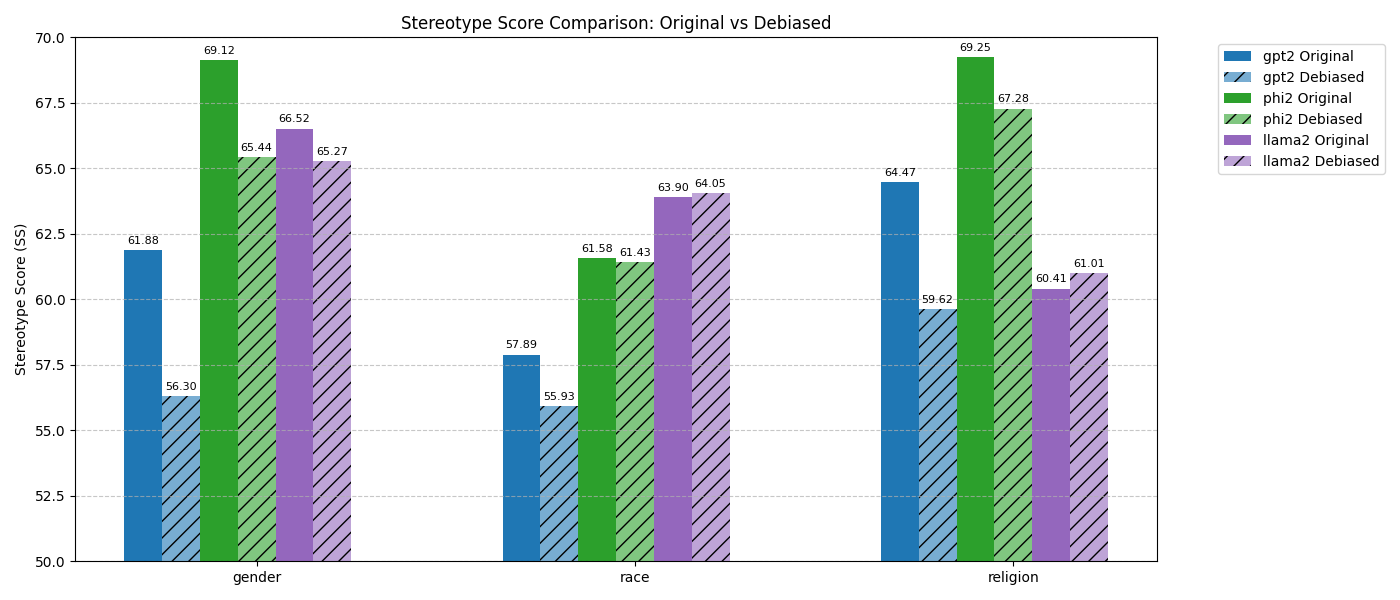 Stereotype Score Comparison: Original vs Debiased
Stereotype Score (SS)
70.0
67.5
65.0
62.5
60.0
57.5
55.0
52.5
50.0
61.88
56.30
69.12
65.44
66.52
65.27
57.89
55.93
61.58
61.43
63.90
64.05
64.47
59.62
69.25
67.28
60.41
61.01
gender
race
religion
gpt2 Original
gpt2 Debiased
phi2 Original
phi2 Debiased
llama2 Original
llama2 Debiased